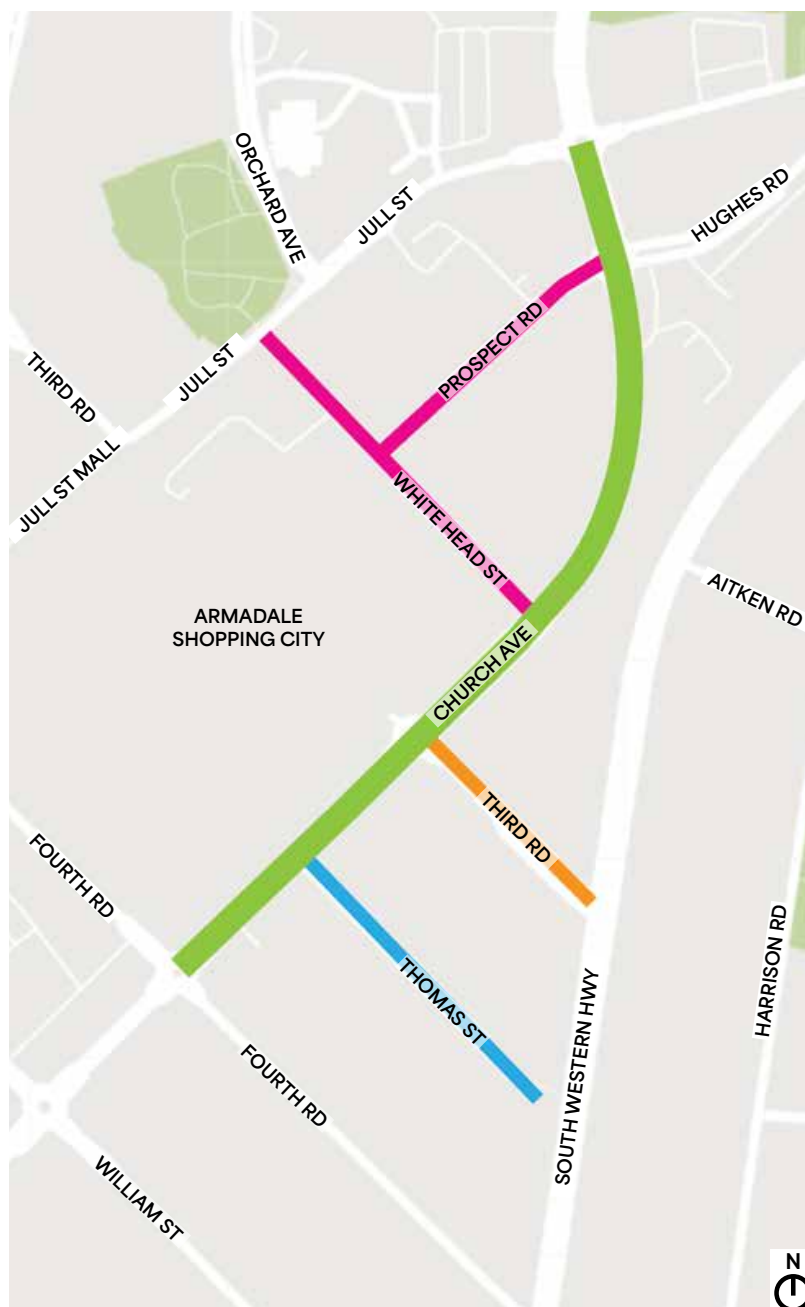 ORCHARD AVE
JULL ST
HUGHES RD
PROSPECT RD
THIRD RD
JULL ST
JULL ST MALL
WHITE HEAD ST
AITKEN RD
ARMADALE
SHOPPING CITY
CHURCH AVE
THIRD RD
FOURTH RD
THOMAS ST
HARRISON RD
SOUTH WESTERN HWY
FOURTH RD
WILLIAM ST
N